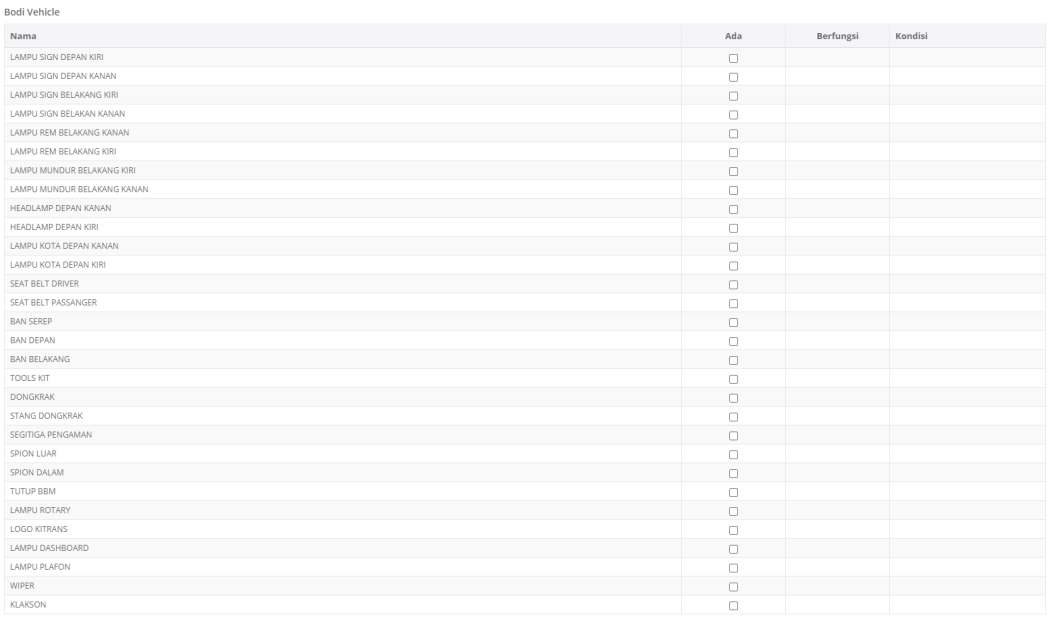 Bodi Vehicle
Nama Ada Berfungsi Kondisi
LAMPU SIGN DEPAN KIRI
LAMPU SIGN DEPAN KANAN
LAMPU SIGN BELAKANG KIRI
LAMPU SIGN BELAKAN KANAN
LAMPU REM BELAKANG KANAN
LAMPU REM BELAKANG KIRI
LAMPU MUNDUR BELAKANG KIRI
LAMPU MUNDUR BELAKANG KANAN
HEADLAMP DEPAN KANAN
HEADLAMP DEPAN KIRI
LAMPU KOTA DEPAN KANAN
LAMPU KOTA DEPAN KIRI
SEAT BELT DRIVER
SEAT BELT PASSANGER
BAN SEREP
BAN DEPAN
BAN BELAKANG
TOOLS KIT
DONGKRAK
STANG DONGKRAK
SEGITIGA PENGAMAN
SPION LUAR
SPION DALAM
TUTUP BBM
LAMPU ROTARY
LOGO KITRANS
LAMPU DASHBOARD
LAMPU PLAFON
WIPER
KLAKSON